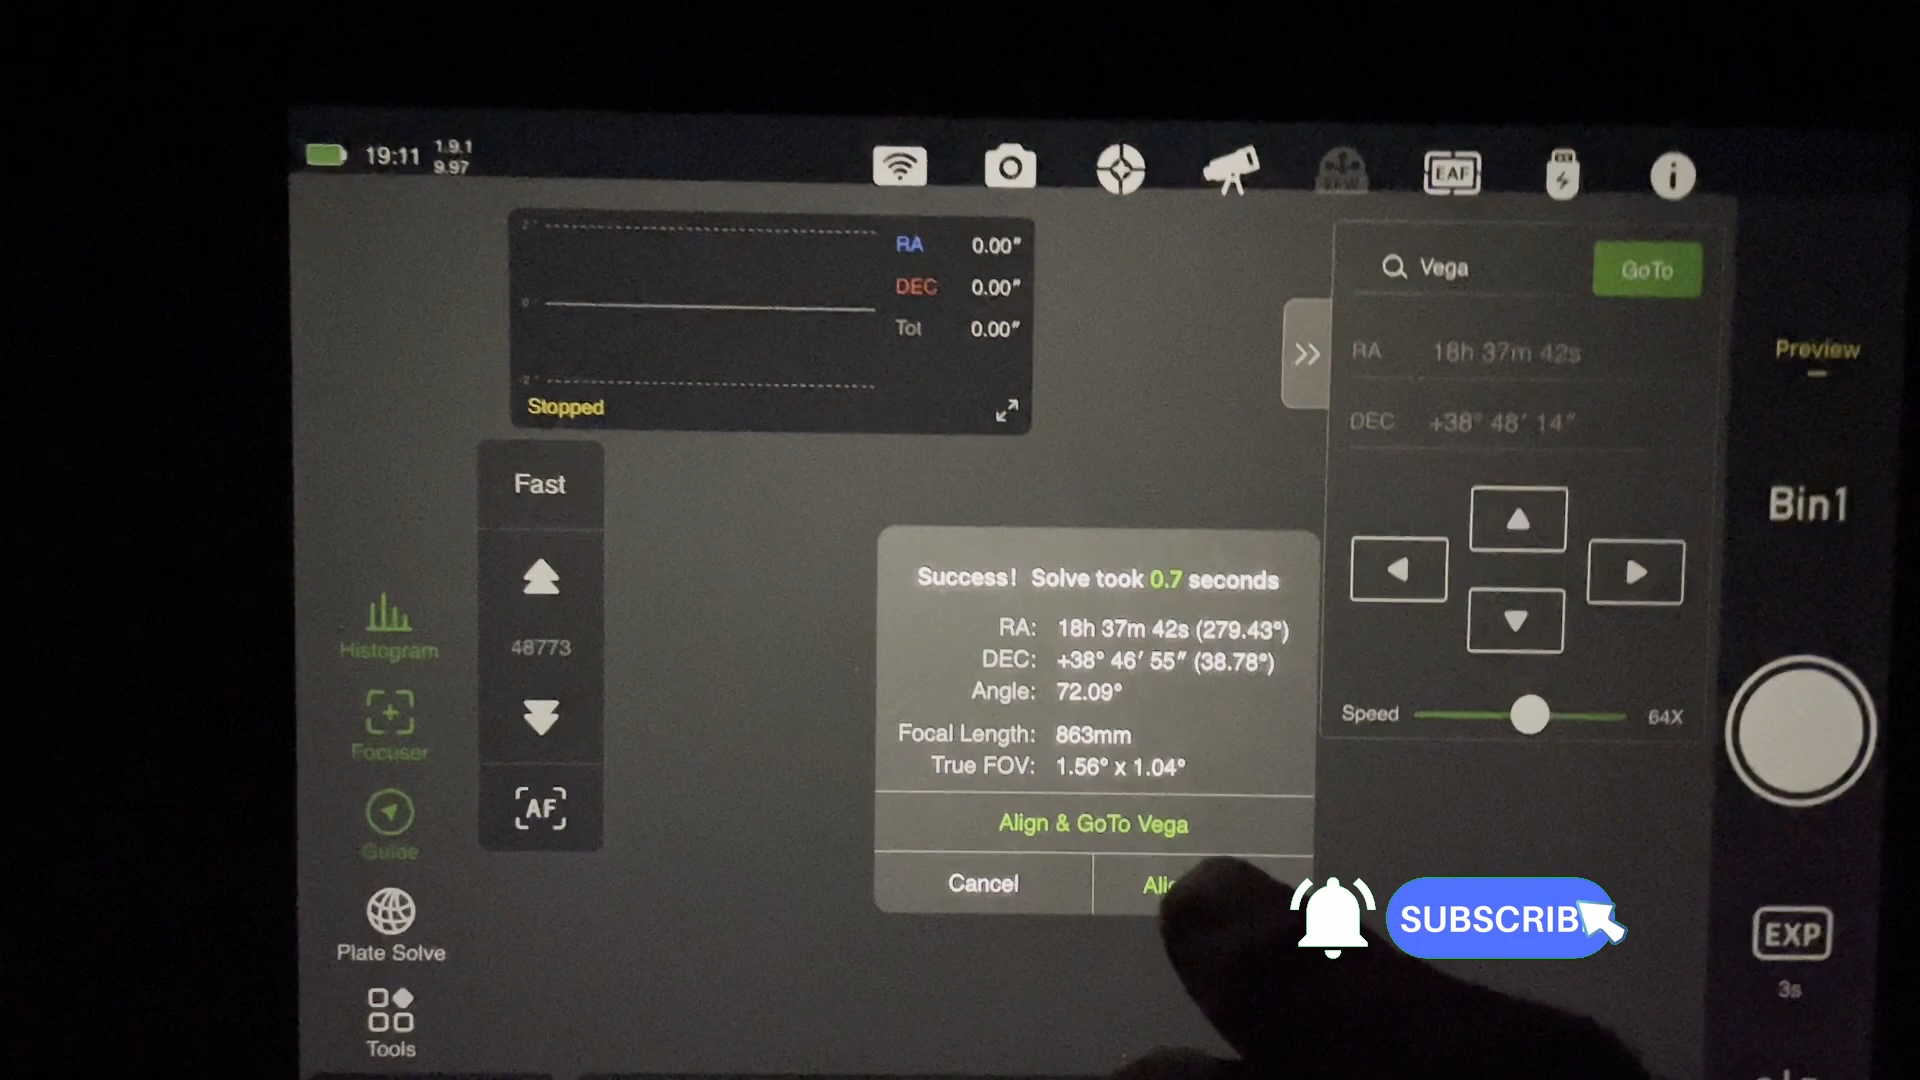 19:11
1.9.1
9.97
EAF
i
2"
RA 0.00"
0"
DEC 0.00"
Tot 0.00"
Stopped
Vega
GoTo
RA 18h 37m 42s
DEC +38° 48′ 14″
Preview
Bin1
Fast
48773
AF
Success! Solve took 0.7 seconds
RA: 18h 37m 42s (279.43°)
DEC: +38° 46′ 55″ (38.78°)
Angle: 72.09°
Focal Length: 863mm
True FOV: 1.56° x 1.04°
Align & GoTo Vega
Cancel
Speed 64X
Histogram
Focuser
Guide
Plate Solve
Tools
SUBSCRIB
EXP
3s